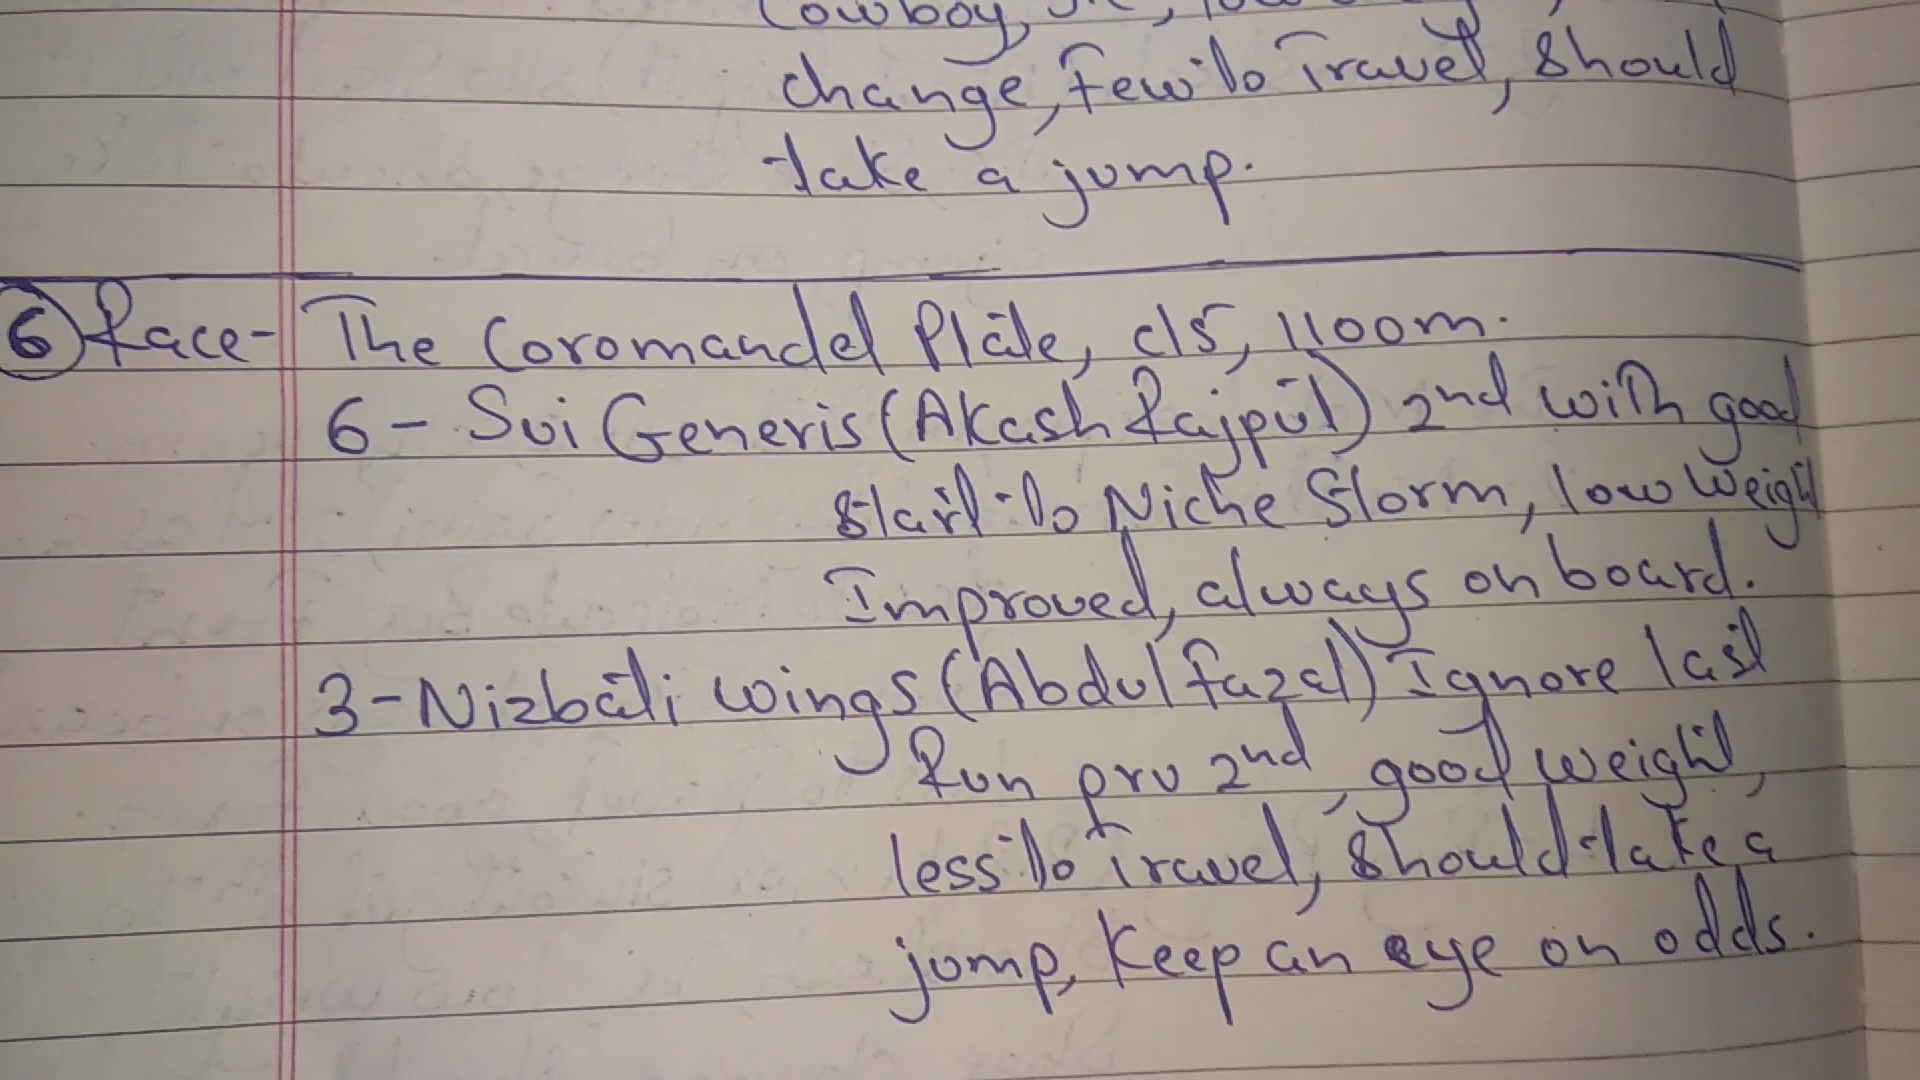 Cowboy,
change, few to Travel, should
take a jump.
6 Race- The Coromandel Plate, cl5, 1100m.
6 - Sui Generis (Akash Rajput) 2nd with good
start to Niche Storm, low weight
Improved, always on board.
3 - Nizbati wings (Abdul fazal) Ignore last
Run prv 2nd, good weight,
less to Travel, should take a
jump, Keep an eye on odds.